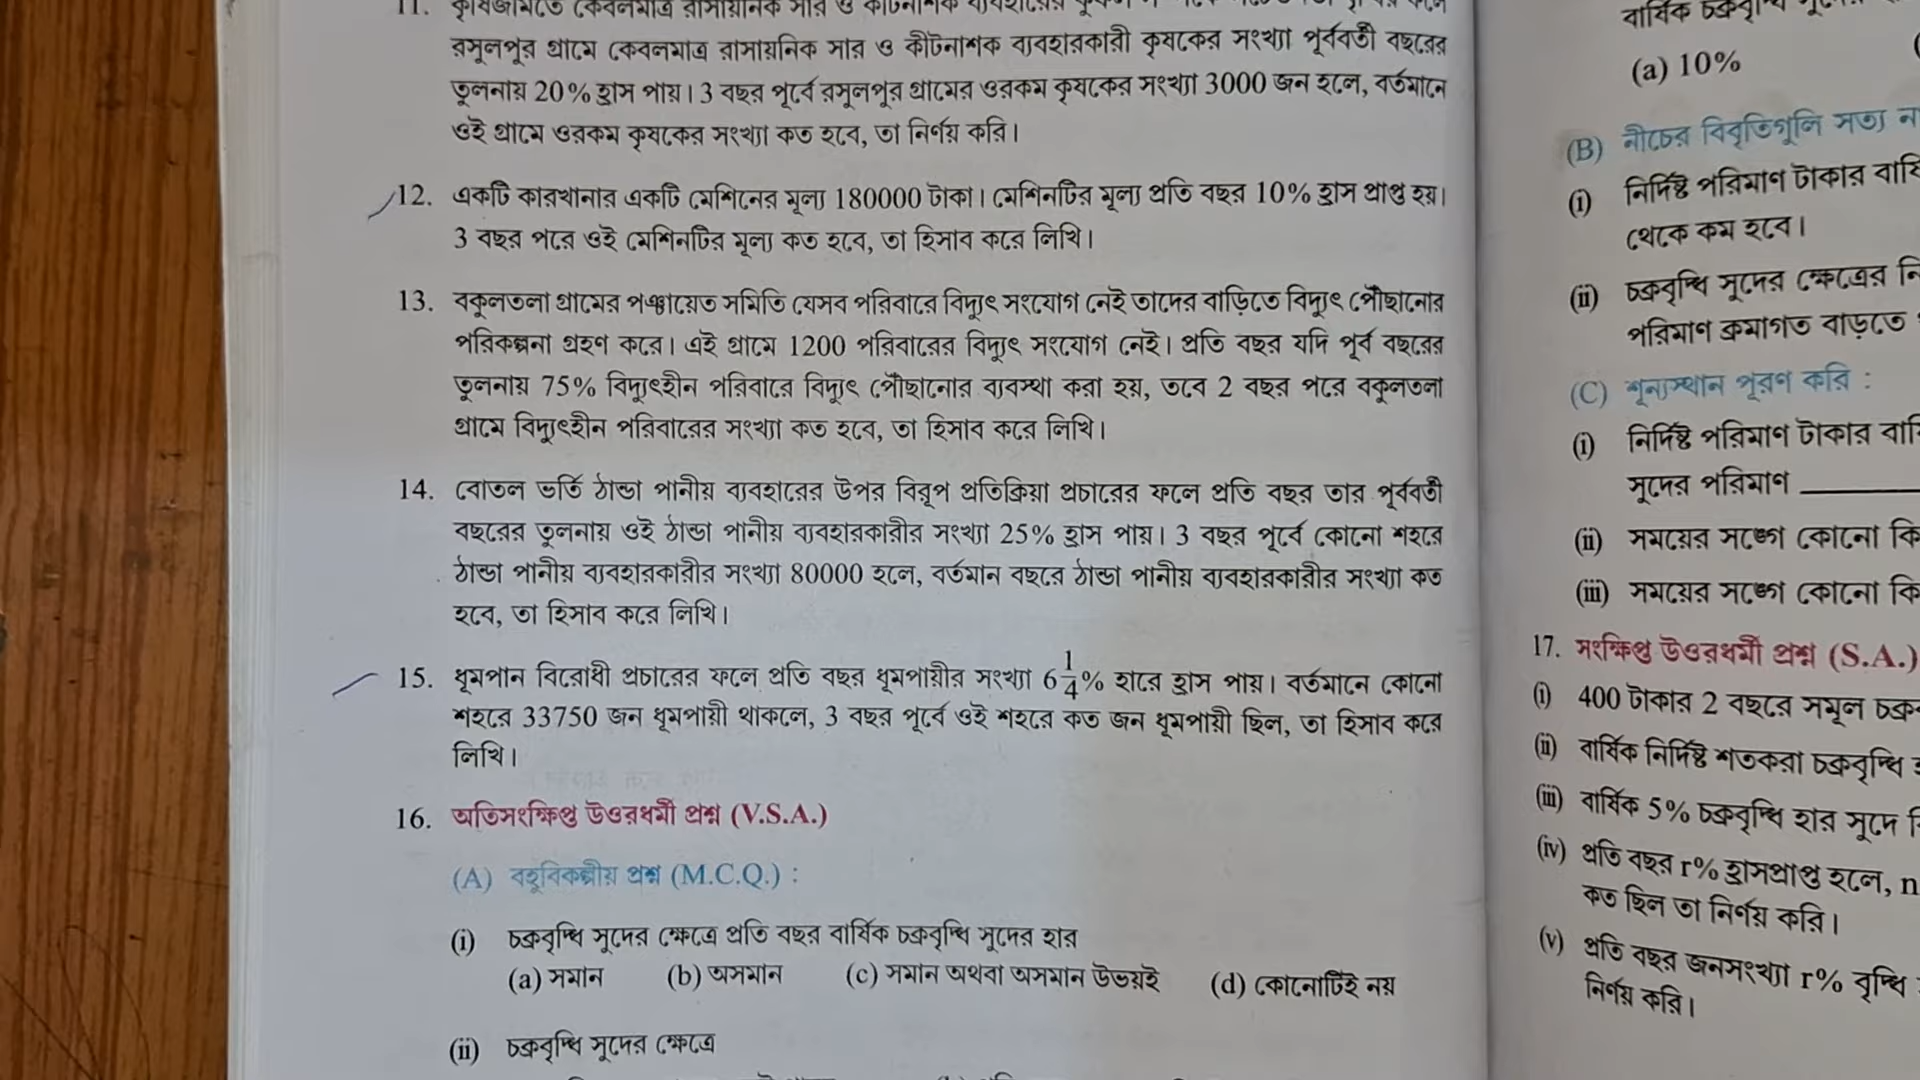 11. কৃষিজমিতে কেবলমাত্র রাসায়নিক সার ও কীটনাশক ব্যবহারের
রসুলপুর গ্রামে কেবলমাত্র রাসায়নিক সার ও কীটনাশক ব্যবহারকারী কৃষকের সংখ্যা পূর্ববর্তী বছরের
তুলনায় 20% হ্রাস পায়। 3 বছর পূর্বে রসুলপুর গ্রামের ওরকম কৃষকের সংখ্যা 3000 জন হলে, বর্তমানে
ওই গ্রামে ওরকম কৃষকের সংখ্যা কত হবে, তা নির্ণয় করি।
12. একটি কারখানার একটি মেশিনের মূল্য 180000 টাকা। মেশিনটির মূল্য প্রতি বছর 10% হ্রাস প্রাপ্ত হয়।
3 বছর পরে ওই মেশিনটির মূল্য কত হবে, তা হিসাব করে লিখি।
13. বকুলতলা গ্রামের পঞ্চায়েত সমিতি যেসব পরিবারে বিদ্যুৎ সংযোগ নেই তাদের বাড়িতে বিদ্যুৎ পৌঁছানোর
পরিকল্পনা গ্রহণ করে। এই গ্রামে 1200 পরিবারের বিদ্যুৎ সংযোগ নেই। প্রতি বছর যদি পূর্ব বছরের
তুলনায় 75% বিদ্যুৎহীন পরিবারে বিদ্যুৎ পৌঁছানোর ব্যবস্থা করা হয়, তবে 2 বছর পরে বকুলতলা
গ্রামে বিদ্যুৎহীন পরিবারের সংখ্যা কত হবে, তা হিসাব করে লিখি।
14. বোতল ভর্তি ঠান্ডা পানীয় ব্যবহারের উপর বিরূপ প্রতিক্রিয়া প্রচারের ফলে প্রতি বছর তার পূর্ববর্তী
বছরের তুলনায় ওই ঠান্ডা পানীয় ব্যবহারকারীর সংখ্যা 25% হ্রাস পায়। 3 বছর পূর্বে কোনো শহরে
ঠান্ডা পানীয় ব্যবহারকারীর সংখ্যা 80000 হলে, বর্তমান বছরে ঠান্ডা পানীয় ব্যবহারকারীর সংখ্যা কত
হবে, তা হিসাব করে লিখি।
15. ধূমপান বিরোধী প্রচারের ফলে প্রতি বছর ধূমপায়ীর সংখ্যা 6 1/4% হারে হ্রাস পায়। বর্তমানে কোনো
শহরে 33750 জন ধূমপায়ী থাকলে, 3 বছর পূর্বে ওই শহরে কত জন ধূমপায়ী ছিল, তা হিসাব করে
লিখি।
16. অতিসংক্ষিপ্ত উত্তরধর্মী প্রশ্ন (V.S.A.)
(A) বহুবিকল্পীয় প্রশ্ন (M.C.Q.) :
(i) চক্রবৃদ্ধি সুদের ক্ষেত্রে প্রতি বছর বার্ষিক চক্রবৃদ্ধি সুদের হার
(a) সমান (b) অসমান (c) সমান অথবা অসমান উভয়ই (d) কোনোটিই নয়
(ii) চক্রবৃদ্ধি সুদের ক্ষেত্রে
বার্ষিক চক্রবৃদ্ধি
(a) 10%
(B) নীচের বিবৃতিগুলি সত্য
(i) নির্দিষ্ট পরিমাণ টাকার
থেকে কম হবে।
(ii) চক্রবৃদ্ধি সুদের ক্ষেত্রের
পরিমাণ ক্রমাগত বাড়তে
(C) শূন্যস্থান পূরণ করি :
(i) নির্দিষ্ট পরিমাণ টাকার
সুদের পরিমাণ ________
(ii) সময়ের সঙ্গে কোনো
(iii) সময়ের সঙ্গে কোনো
17. সংক্ষিপ্ত উত্তরধর্মী প্রশ্ন (S.A.)
(i) 400 টাকার 2 বছরে সমূল
(ii) বার্ষিক নির্দিষ্ট শতকরা চক্রবৃদ্ধি
(iii) বার্ষিক 5% চক্রবৃদ্ধি হার সুদে
(iv) প্রতি বছর r% হ্রাসপ্রাপ্ত হলে, n
কত ছিল তা নির্ণয় করি।
(v) প্রতি বছর জনসংখ্যা r% বৃদ্ধি
নির্ণয় করি।